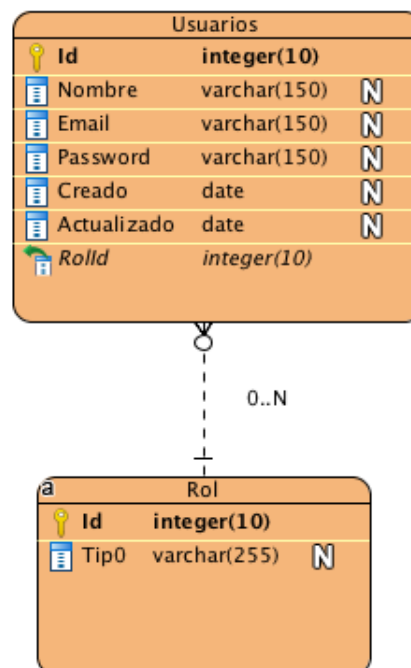 Usuarios
Id integer(10)
Nombre varchar(150) N
Email varchar(150) N
Password varchar(150) N
Creado date N
Actualizado date N
RolId integer(10)
0..N
a Rol
Id integer(10)
Tip0 varchar(255) N